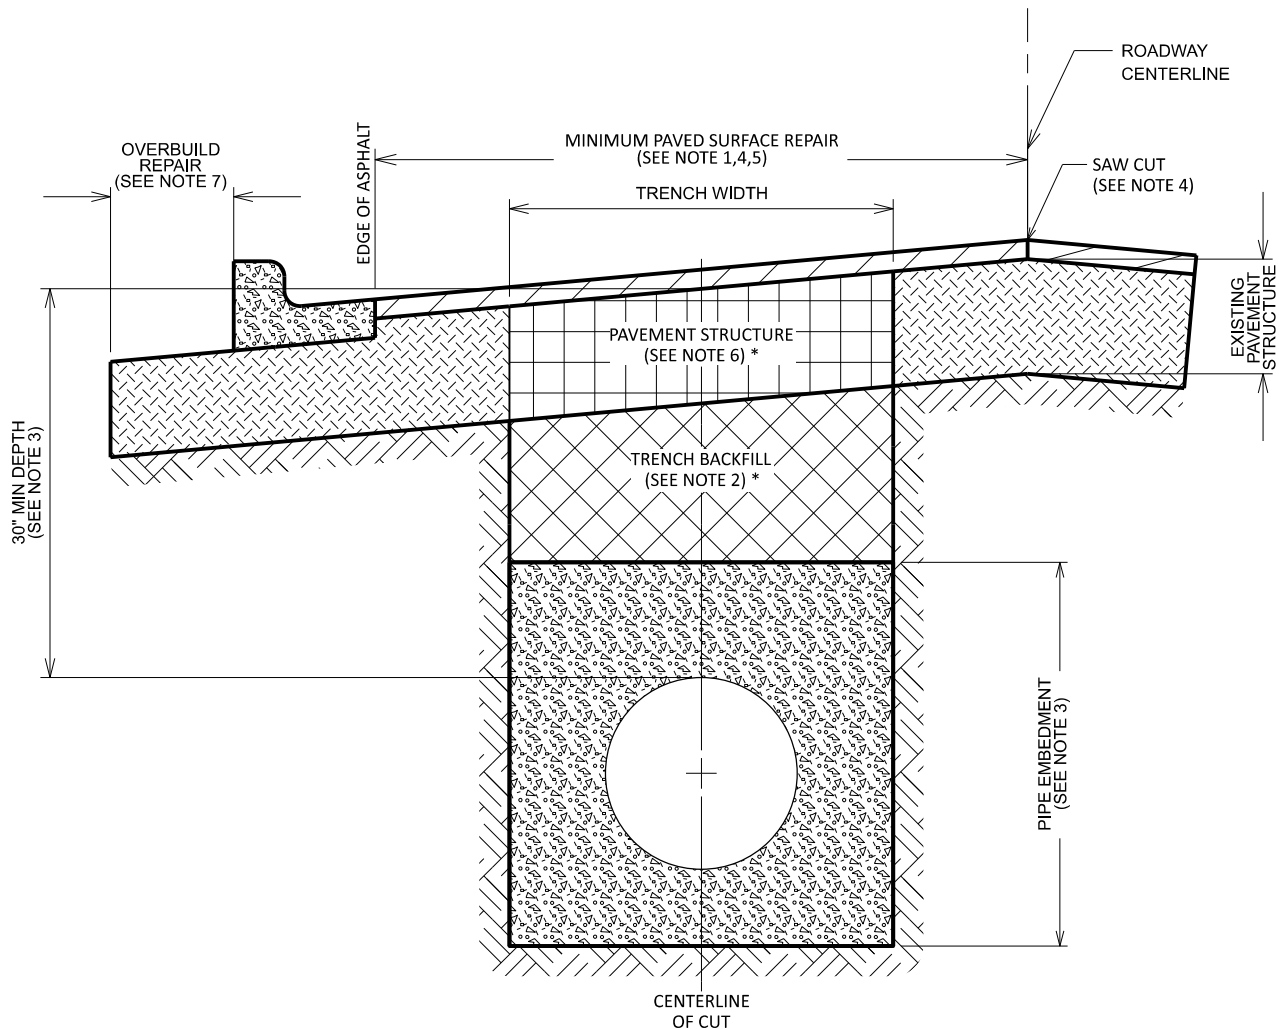 ROADWAY
CENTERLINE
OVERBUILD
REPAIR
(SEE NOTE 7)
EDGE OF ASPHALT
MINIMUM PAVED SURFACE REPAIR
(SEE NOTE 1,4,5)
SAW CUT
(SEE NOTE 4)
TRENCH WIDTH
EXISTING
PAVEMENT
STRUCTURE
PAVEMENT STRUCTURE
(SEE NOTE 6) *
30" MIN DEPTH
(SEE NOTE 3)
TRENCH BACKFILL
(SEE NOTE 2) *
PIPE EMBEDMENT
(SEE NOTE 3)
CENTERLINE
OF CUT